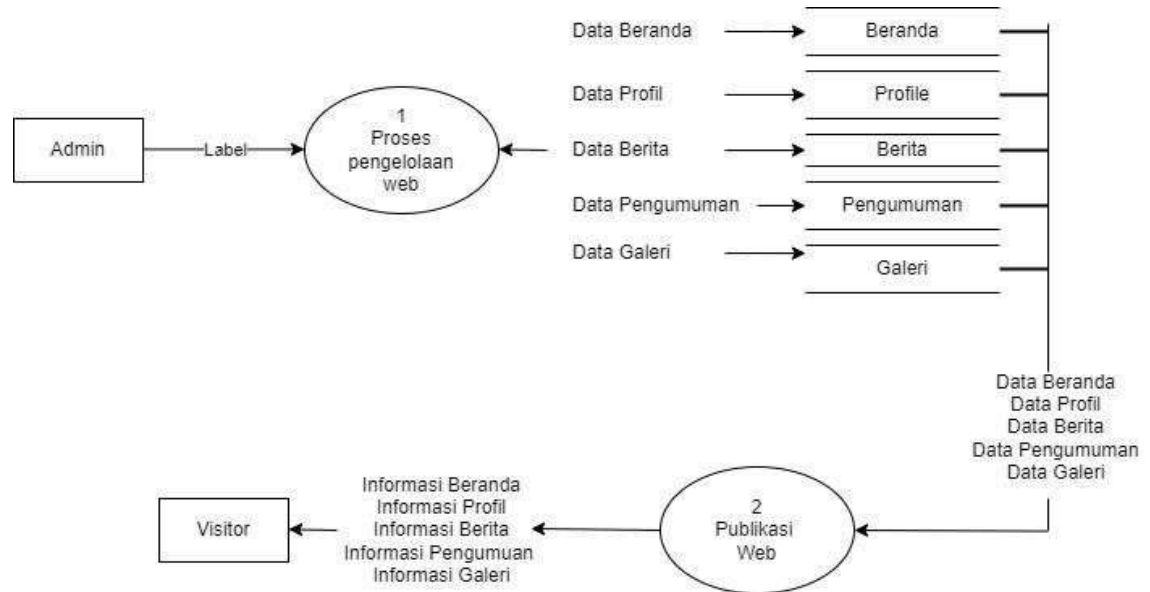 Data Beranda
Beranda
Data Profil
Profile
Admin
Label
1
Proses
pengelolaan
web
Data Berita
Berita
Data Pengumuman
Pengumuman
Data Galeri
Galeri
Data Beranda
Data Profil
Data Berita
Data Pengumuman
Data Galeri
2
Publikasi
Web
Informasi Beranda
Informasi Profil
Informasi Berita
Informasi Pengumuan
Informasi Galeri
Visitor